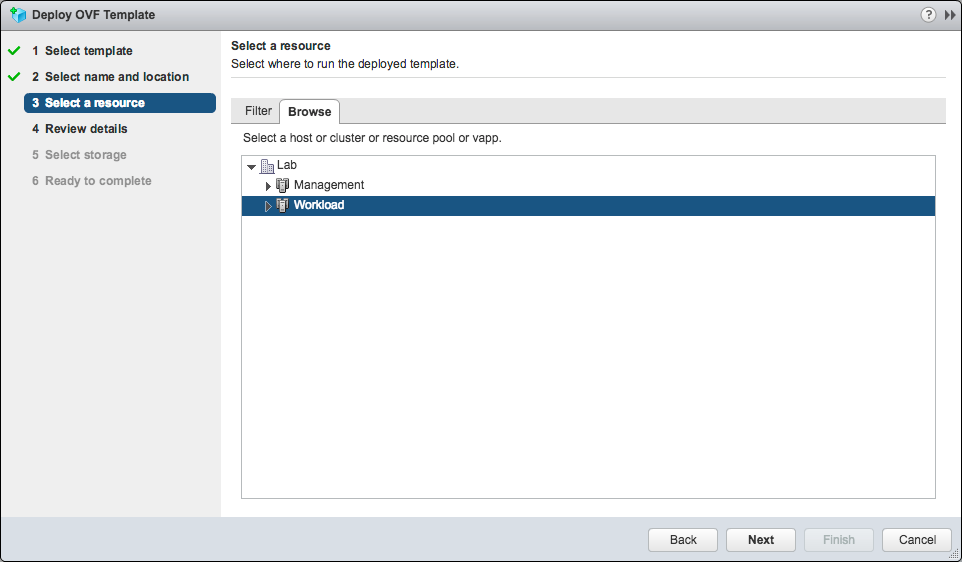 Deploy OVF Template
1 Select template
2 Select name and location
3 Select a resource
4 Review details
5 Select storage
6 Ready to complete
Select a resource
Select where to run the deployed template.
Filter Browse
Select a host or cluster or resource pool or vapp.
Lab
Management
Workload
Back Next Finish Cancel